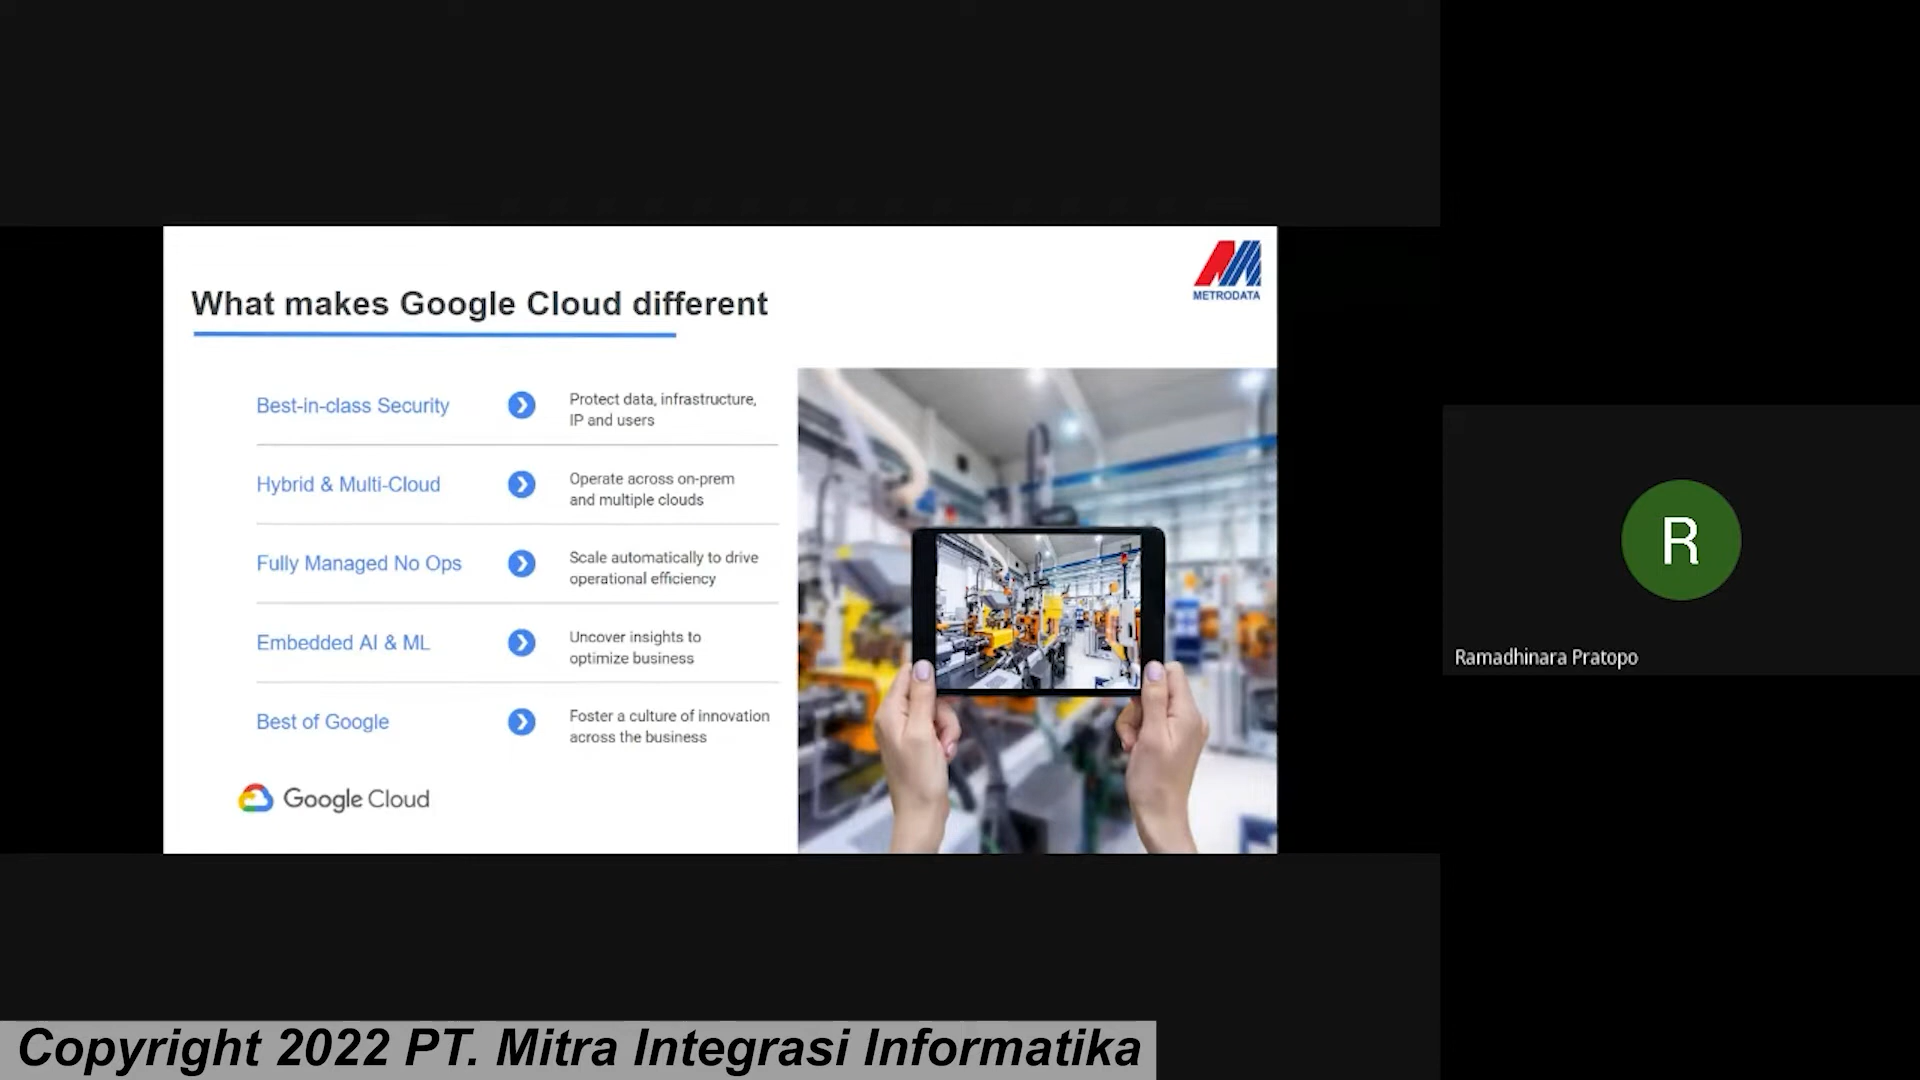 METRODATA
What makes Google Cloud different
Best-in-class Security
Protect data, infrastructure,
IP and users
Hybrid & Multi-Cloud
Operate across on-prem
and multiple clouds
Fully Managed No Ops
Scale automatically to drive
operational efficiency
Embedded AI & ML
Uncover insights to
optimize business
Best of Google
Foster a culture of innovation
across the business
Google Cloud
R
Ramadhinara Pratopo
Copyright 2022 PT. Mitra Integrasi Informatika